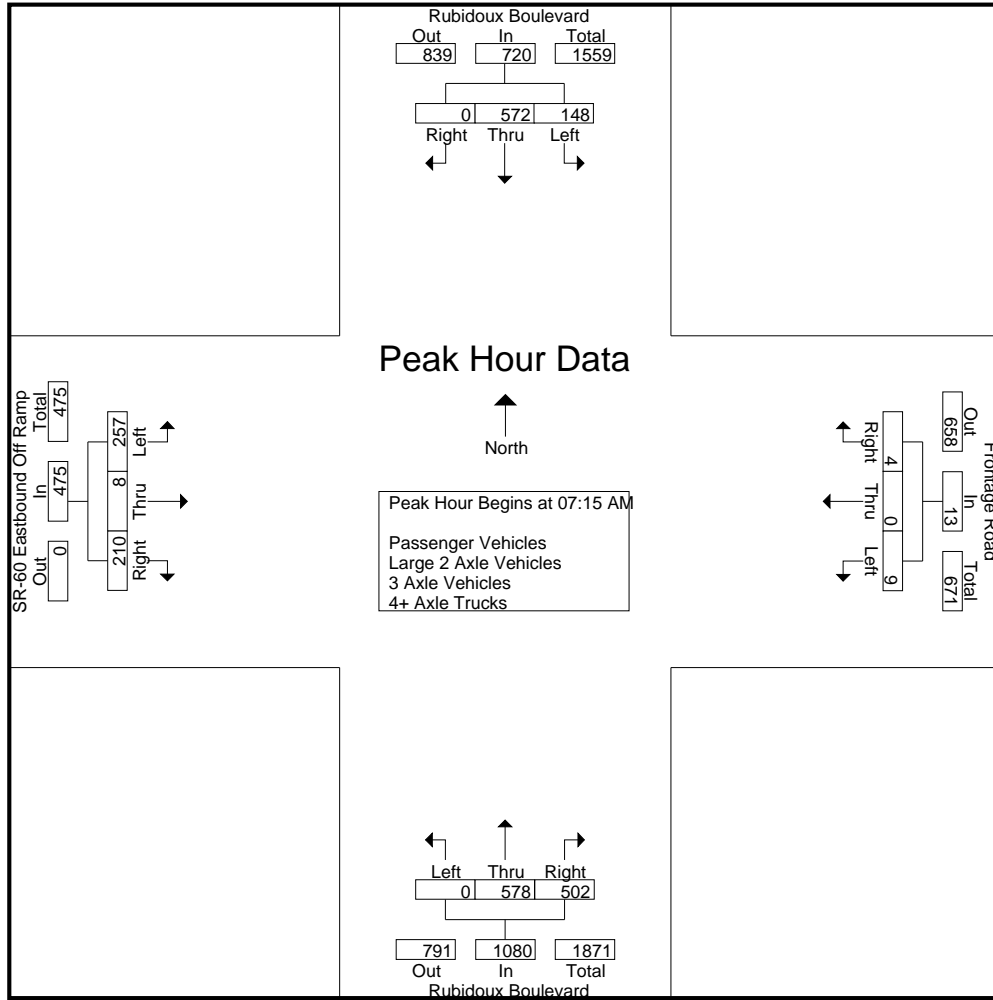 Rubidoux Boulevard
Out In Total
839 720 1559
0 572 148
Right Thru Left
Peak Hour Data
North
Peak Hour Begins at 07:15 AM
Passenger Vehicles
Large 2 Axle Vehicles
3 Axle Vehicles
4+ Axle Trucks
SR-60 Eastbound Off Ramp
Out In Total
0 475 475
210 8 257
Right Thru Left
Frontage Road
Out In Total
658 13 671
4 0 9
Right Thru Left
Left Thru Right
0 578 502
791 1080 1871
Out In Total
Rubidoux Boulevard